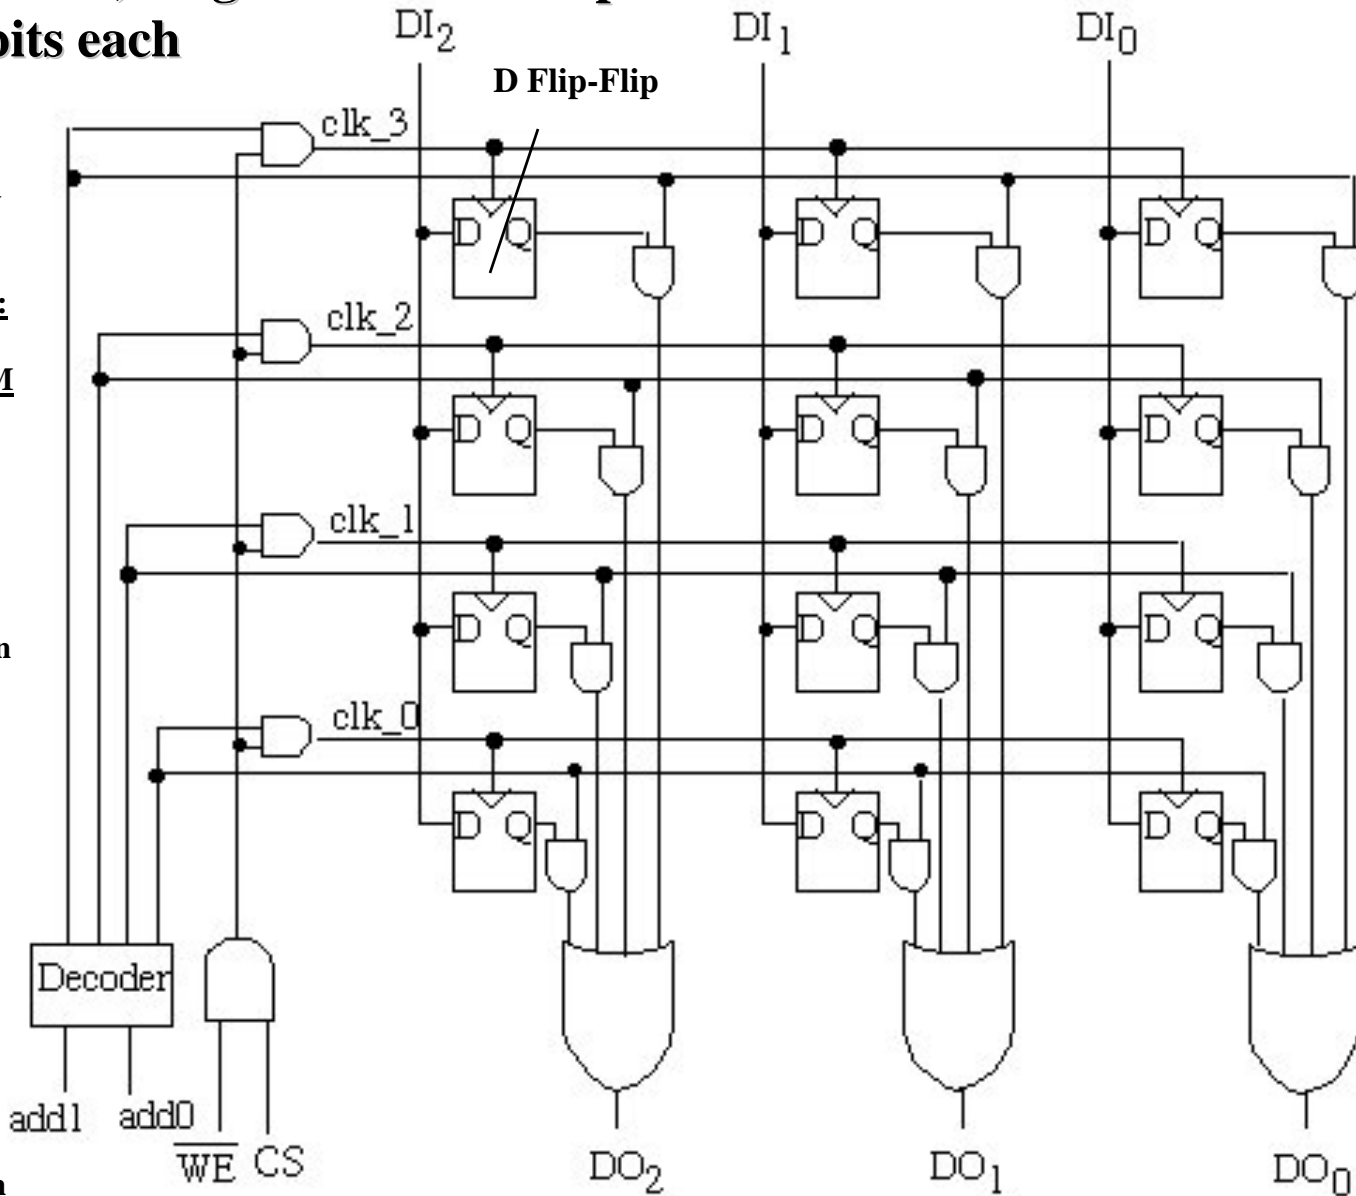 bits each
DI2
DI1
DI0
D Flip-Flip
clk_3
clk_2
M
clk_1
clk_0
Decoder
add1 add0
WE CS
DO2
DO1
DO0